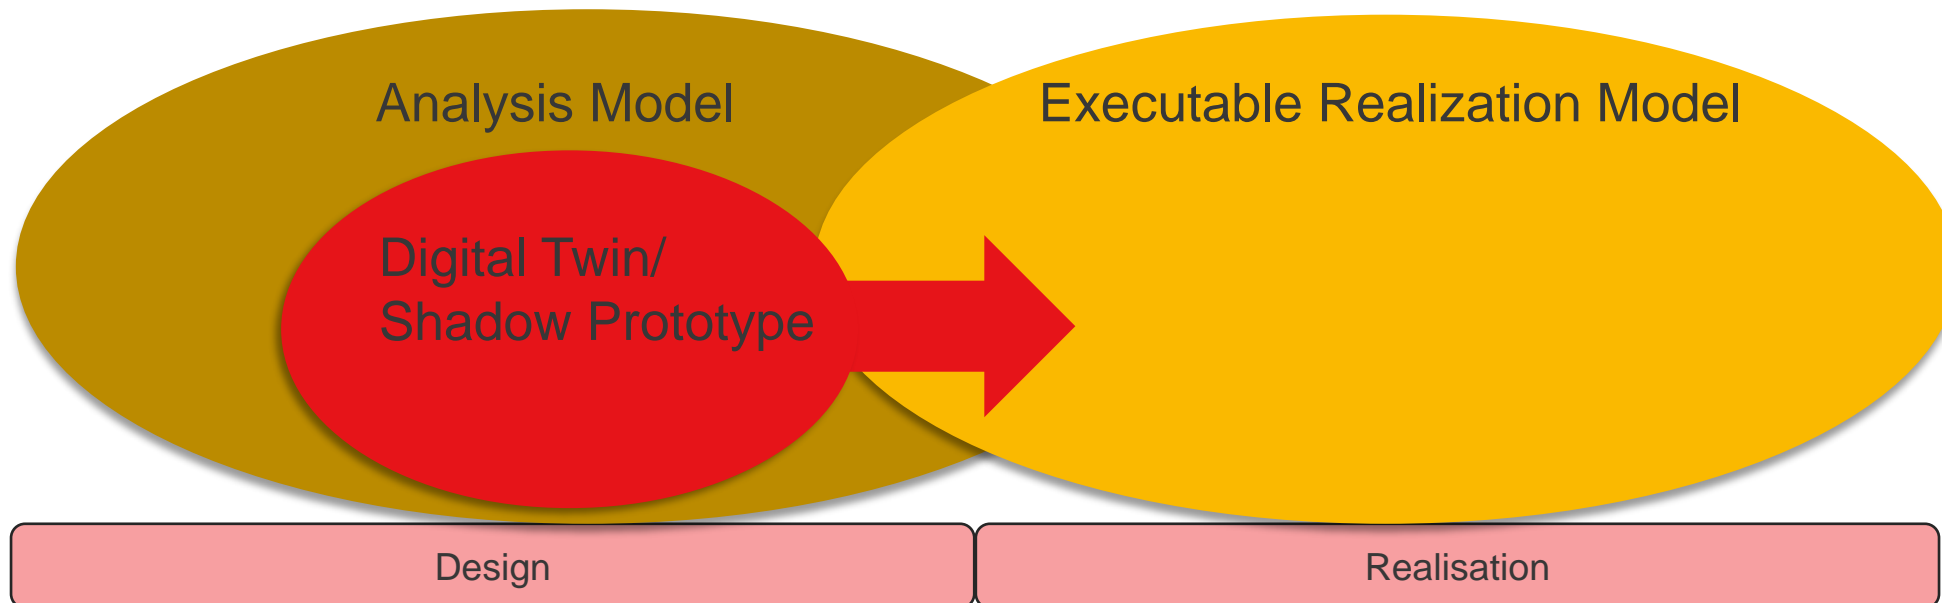 Analysis Model
Executable Realization Model
Digital Twin/
Shadow Prototype
Design
Realisation